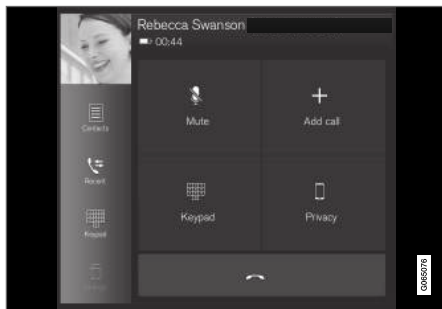 Rebecca Swanson
00:44
Contacts
Recent
Keypad
Mute
Add call
Keypad
Privacy
G065076